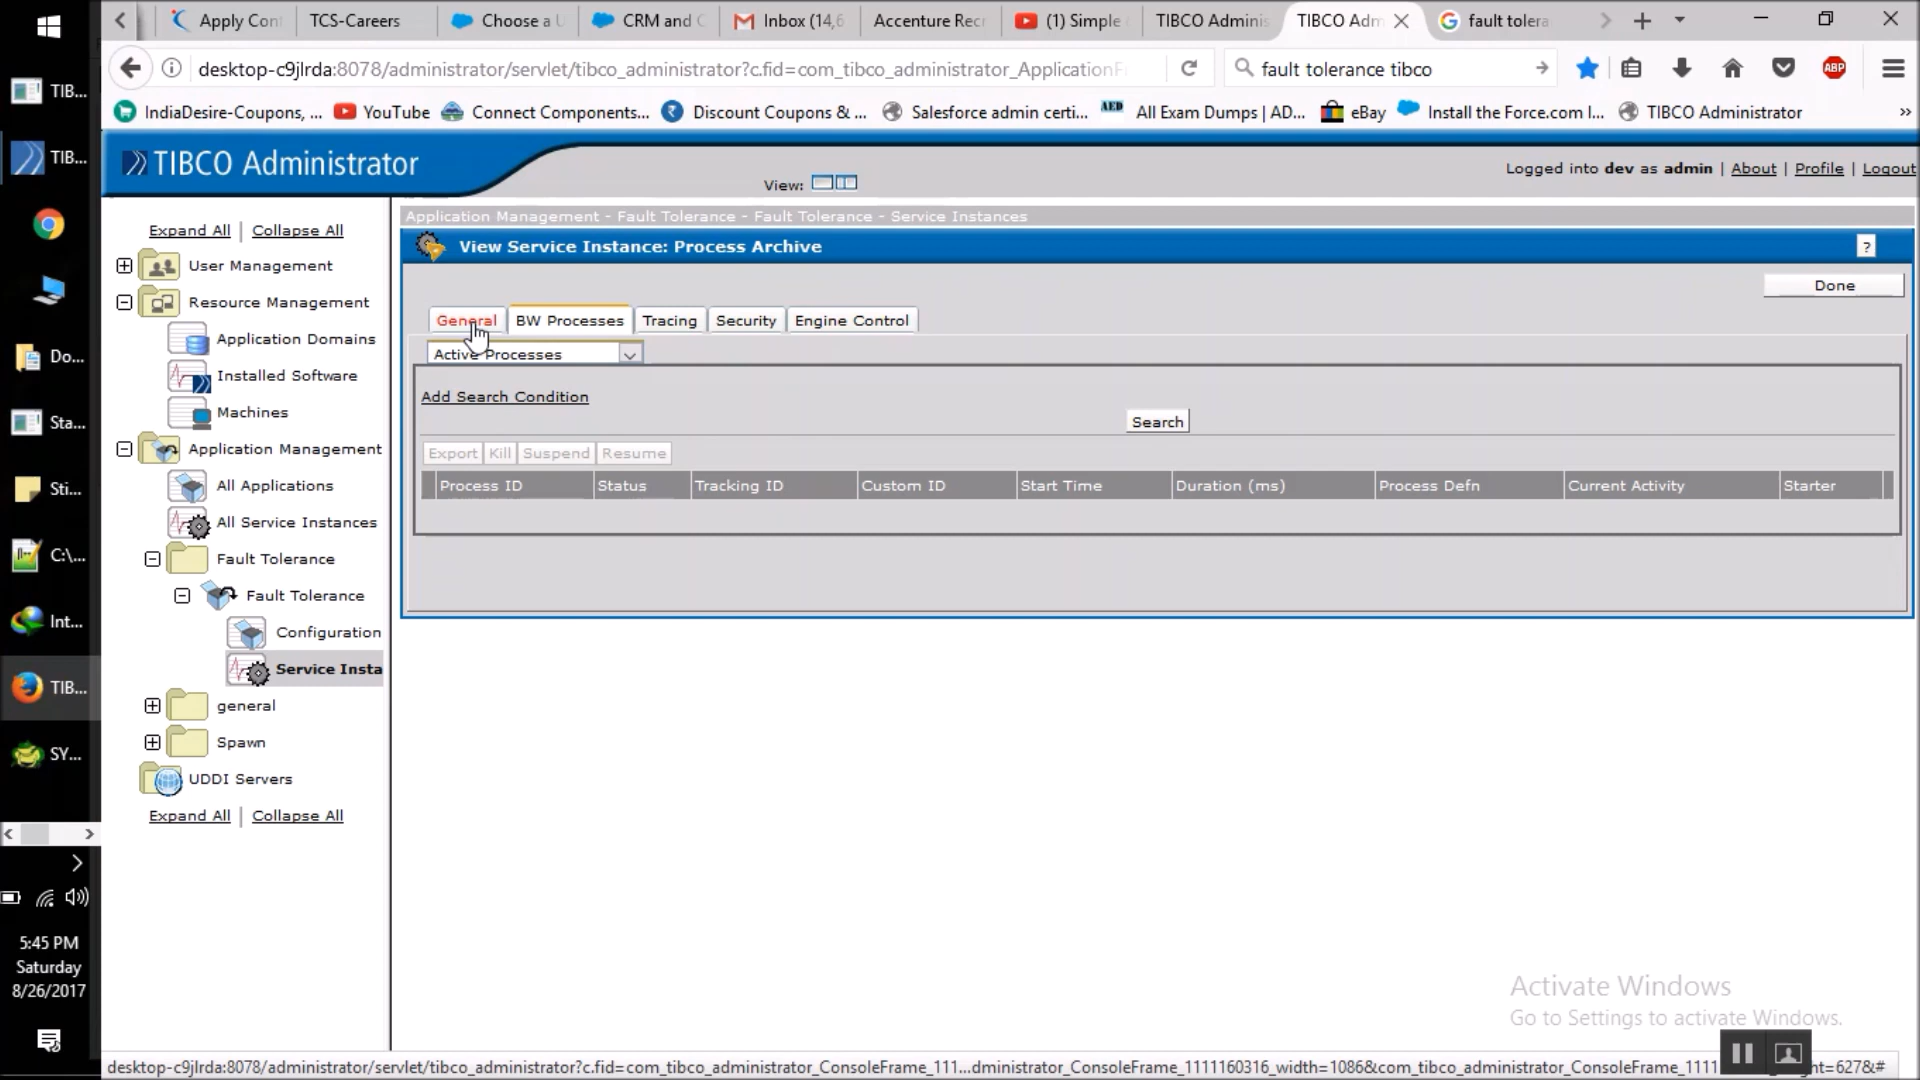 Apply Con
TCS-Careers
Choose a U
CRM and C
Inbox (14,6
Accenture Recr
(1) Simple
TIBCO Adminis
TIBCO Adm
fault tolera
desktop-c9jlrda:8078/administrator/servlet/tibco_administrator?c.fid=com_tibco_administrator_ApplicationF
fault tolerance tibco
ABP
IndiaDesire-Coupons, ...
YouTube
Connect Components...
Discount Coupons & ...
Salesforce admin certi...
AED
All Exam Dumps | AD...
eBay
Install the Force.com I...
TIBCO Administrator
TIBCO Administrator
View:
Logged into dev as admin | About | Profile | Logout
TIB...
TIB...
Do...
Sta...
Sti...
C:\...
Int...
TIB...
SY...
5:45 PM
Saturday
8/26/2017
Expand All | Collapse All
User Management
Resource Management
Application Domains
Installed Software
Machines
Application Management
All Applications
All Service Instances
Fault Tolerance
Fault Tolerance
Configuration
Service Insta
general
Spawn
UDDI Servers
Expand All | Collapse All
Application Management - Fault Tolerance - Fault Tolerance - Service Instances
View Service Instance: Process Archive
?
Done
General
BW Processes
Tracing
Security
Engine Control
Active Processes
Add Search Condition
Search
Export
Kill
Suspend
Resume
Process ID
Status
Tracking ID
Custom ID
Start Time
Duration (ms)
Process Defn
Current Activity
Starter
Activate Windows
Go to Settings to activate Windows.
desktop-c9jlrda:8078/administrator/servlet/tibco_administrator?c.fid=com_tibco_administrator_ConsoleFrame_111...dministrator_ConsoleFrame_1111160316_width=1086&com_tibco_administrator_ConsoleFrame_1111
ght=627&#